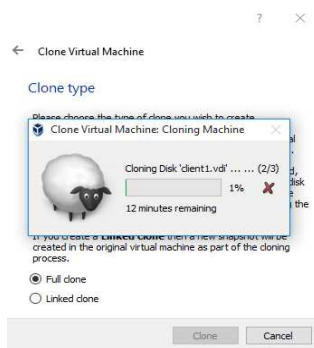 ?
← Clone Virtual Machine
Clone type
Please choose the type of clone you wish to create
Clone Virtual Machine: Cloning Machine
Cloning Disk 'client1.vdi' ... ... (2/3)
1%
12 minutes remaining
disk
the
If you create a Linked clone then a new snapshot will be
created in the original virtual machine as part of the cloning
process.
Full clone
Linked clone
Clone Cancel